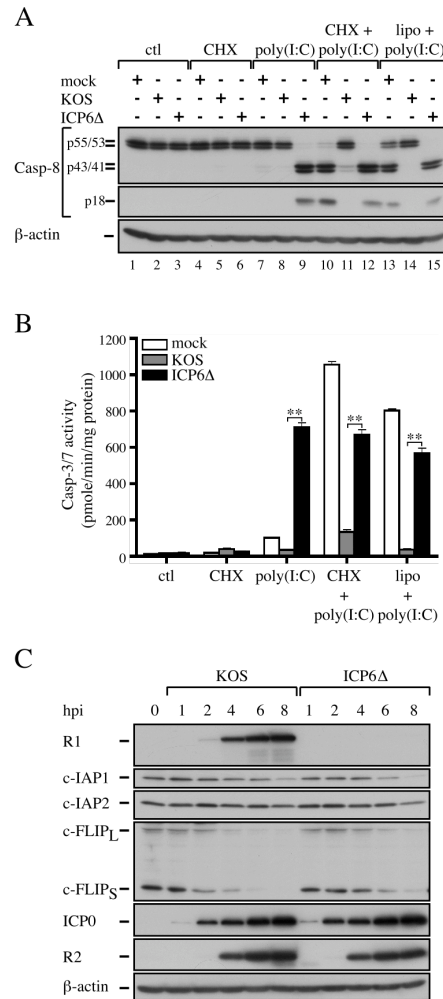 A
CHX + lipo +
ctl CHX poly(I:C) poly(I:C) poly(I:C)
mock + - - + - - + - - + - - + - -
KOS - + - - + - - + - - + - - + -
ICP6Δ - - + - - + - - + - - + - - +
p55/53
Casp-8 p43/41
p18
β-actin
1 2 3 4 5 6 7 8 9 10 11 12 13 14 15
B
1200
1000
800
600
400
200
0
Casp-3/7 activity
(pmole/min/mg protein)
mock
KOS
ICP6Δ
** ** **
ctl CHX poly(I:C) CHX lipo
+ +
poly(I:C) poly(I:C)
C
KOS ICP6Δ
hpi 0 1 2 4 6 8 1 2 4 6 8
R1
c-IAP1
c-IAP2
c-FLIPL
c-FLIPS
ICP0
R2
β-actin